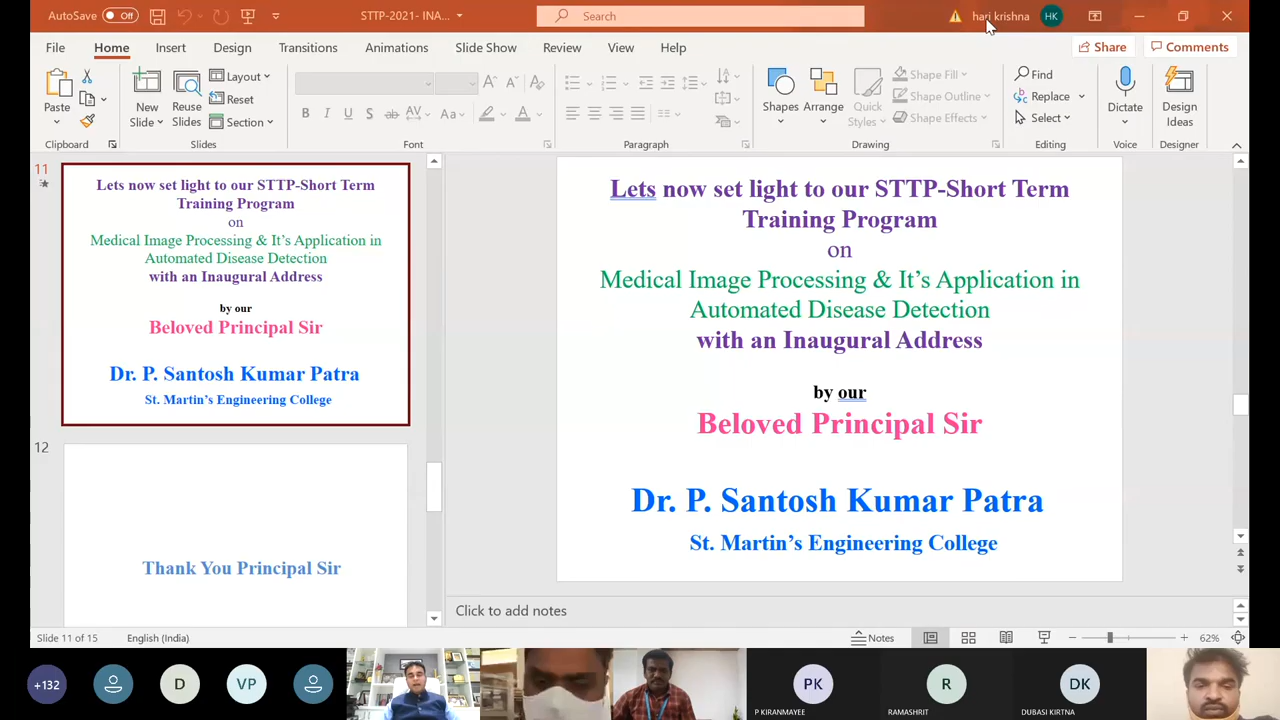 AutoSave Off STTP-2021- INA... Search hari krishna HK
File Home Insert Design Transitions Animations Slide Show Review View Help Share Comments
Paste New Slide Reuse Slides Layout Reset Section
Shapes Arrange Quick Styles Shape Fill Shape Outline Shape Effects
Find Replace Select Dictate Design Ideas
Clipboard Slides Font Paragraph Drawing Editing Voice Designer
11
Lets now set light to our STTP-Short Term
Training Program
on
Medical Image Processing & It's Application in
Automated Disease Detection
with an Inaugural Address
by our
Beloved Principal Sir
Dr. P. Santosh Kumar Patra
St. Martin's Engineering College
12
Thank You Principal Sir
Lets now set light to our STTP-Short Term
Training Program
on
Medical Image Processing & It's Application in
Automated Disease Detection
with an Inaugural Address
by our
Beloved Principal Sir
Dr. P. Santosh Kumar Patra
St. Martin's Engineering College
Click to add notes
Slide 11 of 15 English (India) Notes 62%
+132 D VP PK R DK
P KIRANMAYEE RAMASHRIT DUBASI KIRTNA